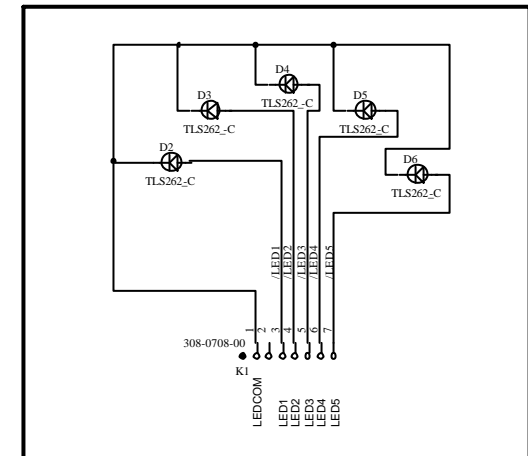 D4
D3
TLS262_-C
D5
TLS262_-C
TLS262_-C
D2
TLS262_-C
D6
TLS262_-C
/LED1
/LED2
/LED3
/LED4
/LED5
1
2
3
4
5
6
7
308-0708-00
K1
LEDCOM
LED1
LED2
LED3
LED4
LED5